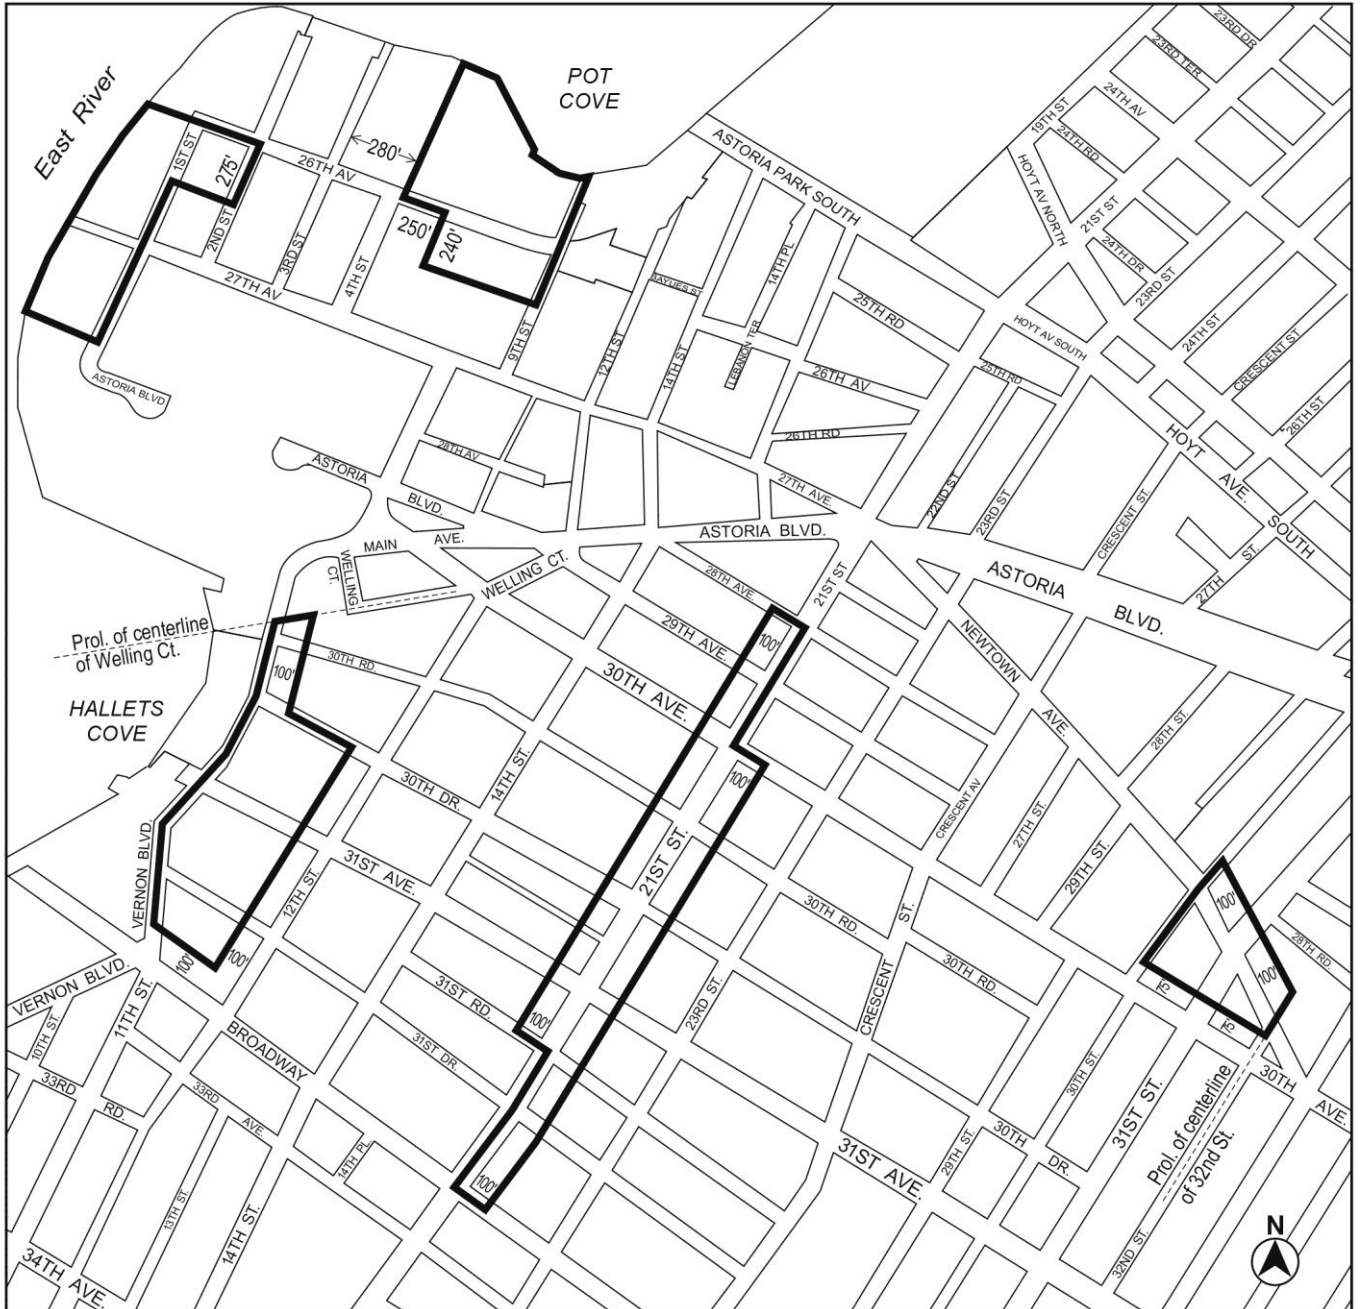 East River
POT
COVE
23RD DR
23RD TER
24TH AV
24TH RD
19TH ST
ASTORIA PARK SOUTH
HOYT AV NORTH
21ST ST
24TH DR
23RD ST
1ST ST
275'
280'
26TH AV
2ND ST
3RD ST
4TH ST
250'
240'
27TH AV
9TH ST
12TH ST
14TH ST
BAYLIES ST
14TH PL
LEBANON TER
25TH RD
26TH AV
26TH RD
27TH AVE.
HOYT AV SOUTH
25TH RD
24TH ST
CRESCENT ST
26TH ST
22ND ST
23RD ST
HOYT AVE. SOUTH
CRESCENT ST.
27TH ST.
ASTORIA BLVD
28TH AV
ASTORIA BLVD.
MAIN AVE.
WELLING
CT.
WELLING CT.
ASTORIA BLVD.
28TH AVE.
21ST ST
ASTORIA BLVD.
Prol. of centerline
of Welling Ct.
HALLETS
COVE
30TH RD
100'
29TH AVE.
100'
30TH AVE.
NEWTOWN AVE.
28TH ST.
30TH DR.
14TH ST.
100'
CRESCENT AV
27TH ST.
29TH ST.
VERNON BLVD.
31ST AVE.
12TH ST.
21ST ST.
30TH RD.
CRESCENT ST.
30TH RD.
100'
28TH RD.
100'
75'
75'
100'
100'
VERNON BLVD.
10TH ST.
11TH ST.
31ST RD.
100'
23RD ST.
BROADWAY
31ST DR.
33RD RD.
33RD AVE.
14TH PL.
100'
13TH ST.
14TH ST.
34TH AVE.
31ST AVE.
29TH ST.
30TH DR.
30TH ST.
31ST ST.
32ND ST.
Prol. of centerline
of 32nd St.
30TH AVE.
N